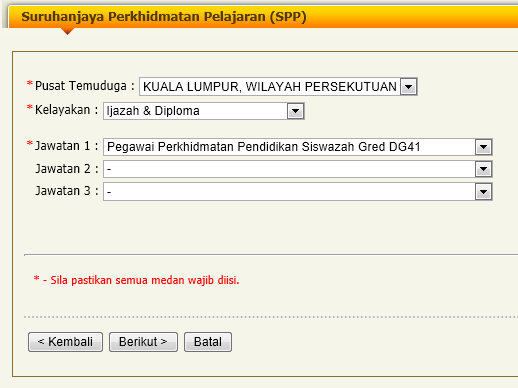 Suruhanjaya Perkhidmatan Pelajaran (SPP)
*Pusat Temuduga : KUALA LUMPUR, WILAYAH PERSEKUTUAN
*Kelayakan : Ijazah & Diploma
*Jawatan 1 : Pegawai Perkhidmatan Pendidikan Siswazah Gred DG41
Jawatan 2 : -
Jawatan 3 : -
* - Sila pastikan semua medan wajib diisi.
< Kembali Berikut > Batal